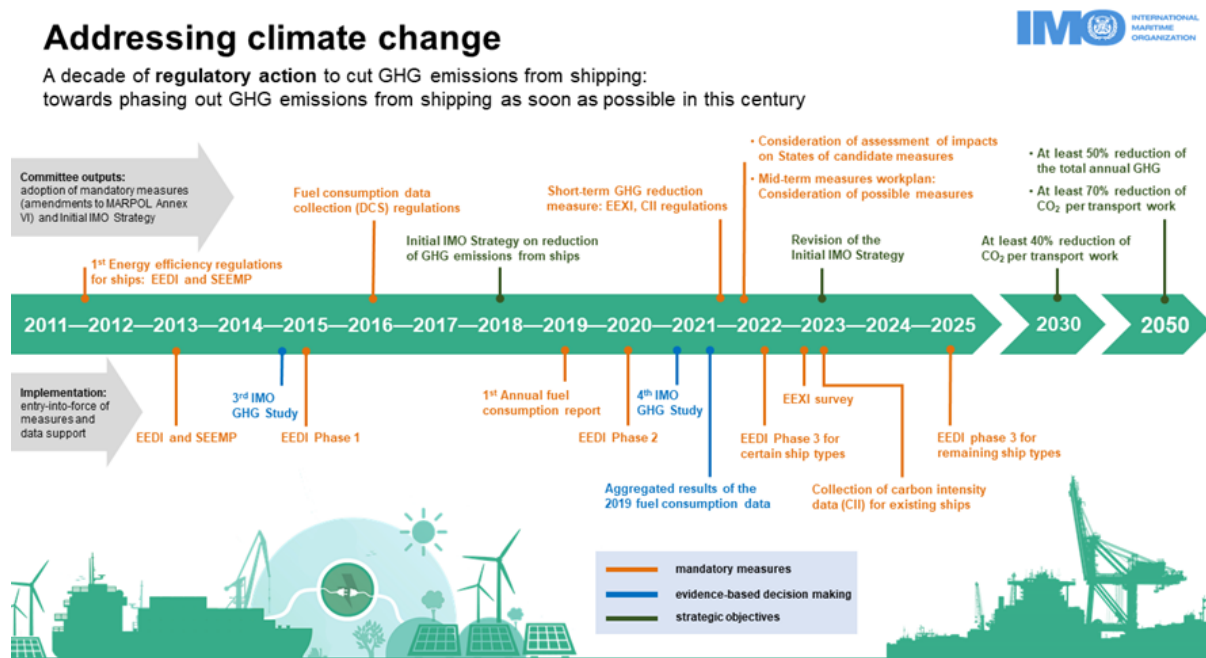 Addressing climate change
IMO
INTERNATIONAL
MARITIME
ORGANIZATION
A decade of regulatory action to cut GHG emissions from shipping:
towards phasing out GHG emissions from shipping as soon as possible in this century
Committee outputs:
adoption of mandatory measures
(amendments to MARPOL Annex
VI) and Initial IMO Strategy
1st Energy efficiency regulations
for ships: EEDI and SEEMP
Fuel consumption data
collection (DCS) regulations
Initial IMO Strategy on reduction
of GHG emissions from ships
Short-term GHG reduction
measure: EEXI, CII regulations
• Consideration of assessment of impacts
on States of candidate measures
• Mid-term measures workplan:
Consideration of possible measures
Revision of the
Initial IMO Strategy
At least 40% reduction of
CO2 per transport work
• At least 50% reduction of
the total annual GHG
• At least 70% reduction of
CO2 per transport work
2011—2012—2013—2014—2015—2016—2017—2018—2019—2020—2021—2022—2023—2024—2025
2030
2050
Implementation:
entry-into-force of
measures and
data support
EEDI and SEEMP
3rd IMO
GHG Study
EEDI Phase 1
1st Annual fuel
consumption report
EEDI Phase 2
4th IMO
GHG Study
Aggregated results of the
2019 fuel consumption data
EEDI Phase 3 for
certain ship types
EEXI survey
Collection of carbon intensity
data (CII) for existing ships
EEDI phase 3 for
remaining ship types
mandatory measures
evidence-based decision making
strategic objectives